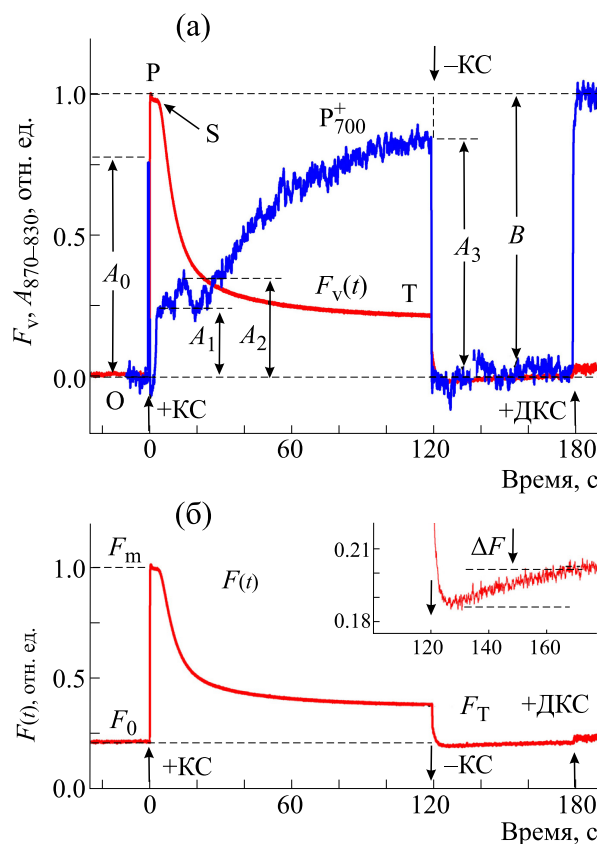 (а)
P
–КС
1.0
S
P⁺₇₀₀
Fᵥ, A₈₇₀–₈₃₀, отн. ед.
A₀
0.5
A₃
B
Fᵥ(t)
T
A₁
A₂
0.0
O
+КС
+ДКС
0
60
120
180
Время, с
(б)
Fₘ
1.0
F(t)
ΔF
0.21
0.18
120
140
160
F(t), отн. ед.
0.5
F₀
F_T
+ДКС
+КС
–КС
0.0
0
60
120
180
Время, с